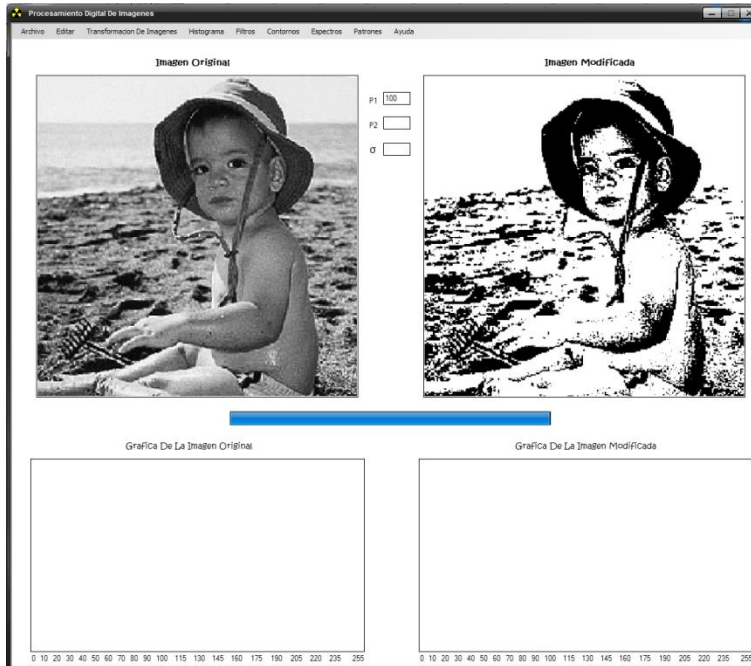 Procesamiento Digital De Imagenes
Archivo Editar Transformacion De Imagenes Histograma Filtros Contornos Espectros Patrones Ayuda
Imagen Original
Imagen Modificada
P1 100
P2
σ
Grafica De La Imagen Original
Grafica De La Imagen Modificada
0 10 20 30 40 50 60 70 80 90 100 115 130 145 160 175 190 205 220 235 255
0 10 20 30 40 50 60 70 80 90 100 115 130 145 160 175 190 205 220 235 255